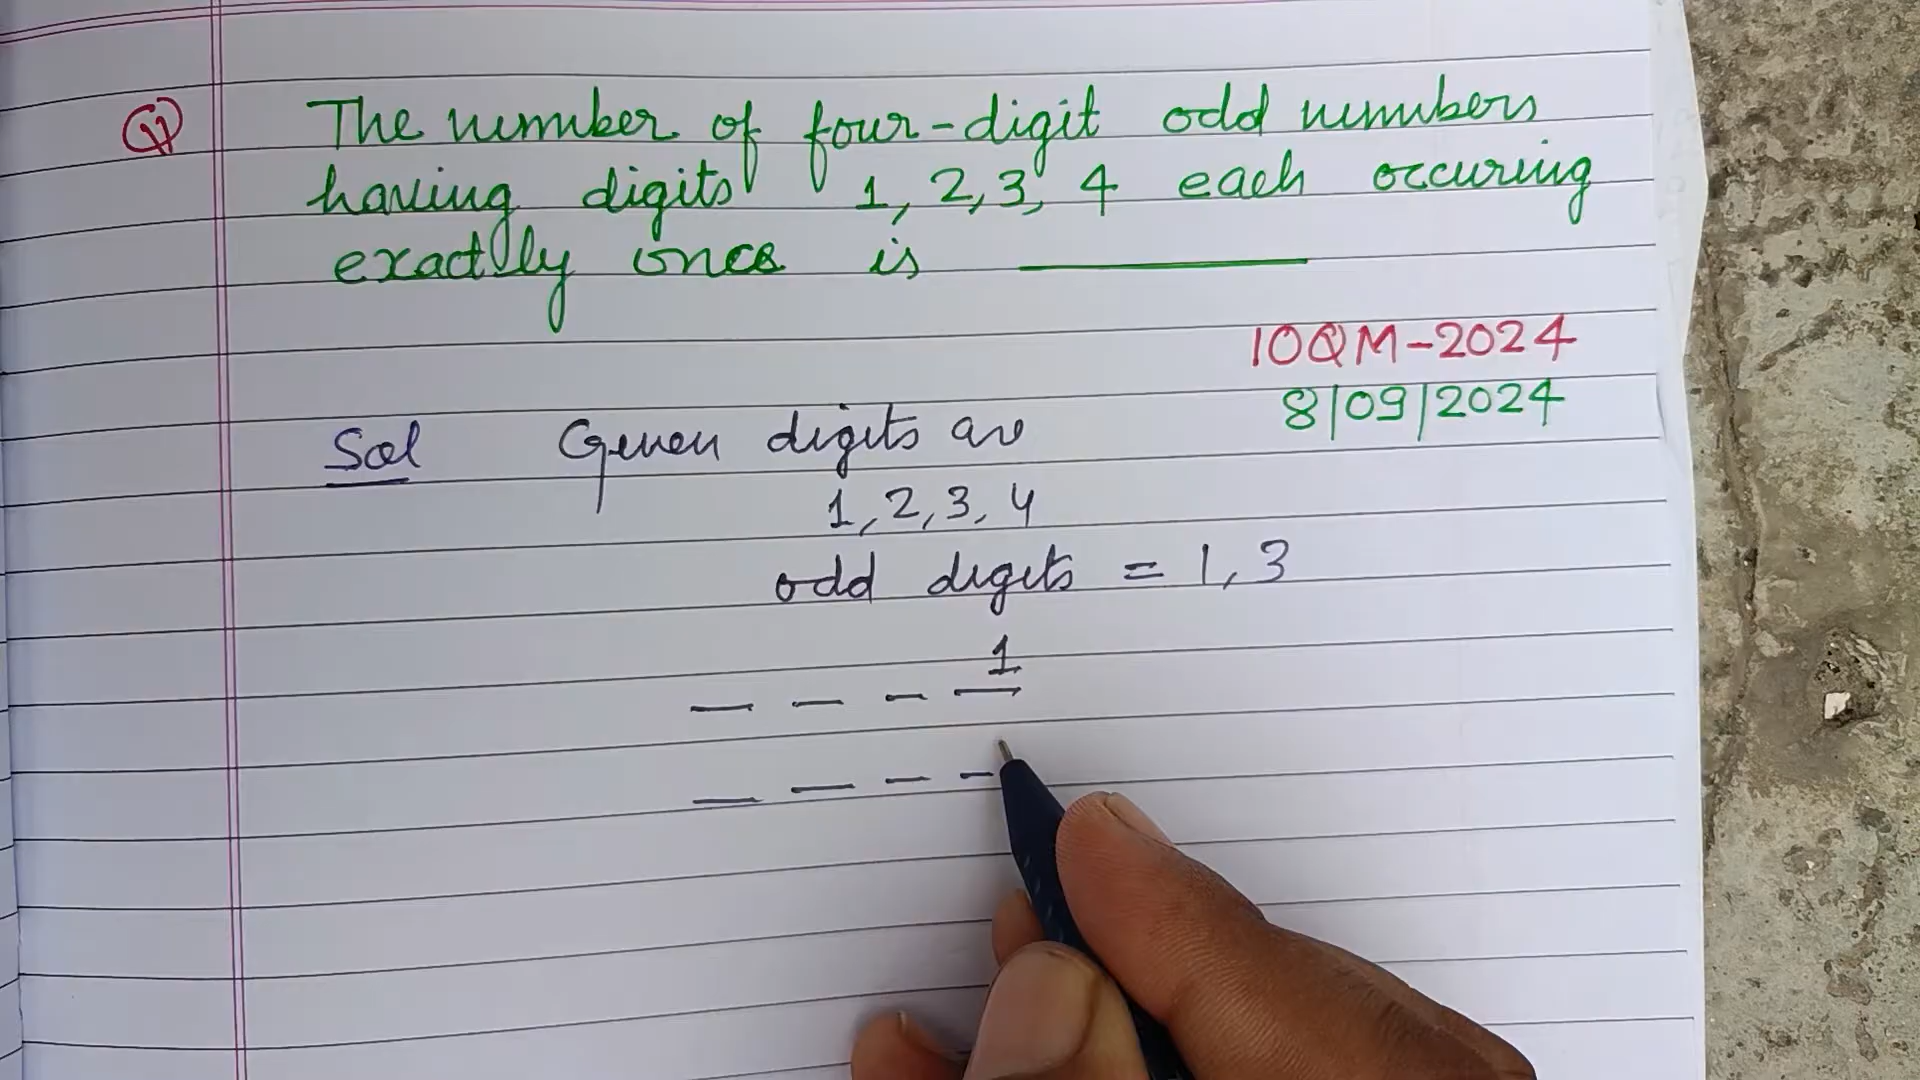 Q)
The number of four-digit odd numbers
having digits 1, 2, 3, 4 each occuring
exactly once is
IOQM-2024
8/09/2024
Sol Given digits are
1, 2, 3, 4
odd digits = 1, 3
_ _ _ 1
_ _ _ _